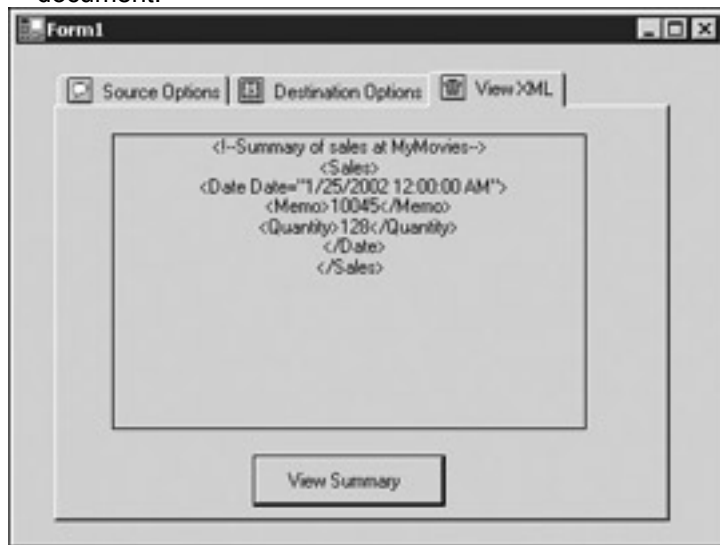 document.
Form1
Source Options Destination Options View XML
<!--Summary of sales at MyMovies-->
<Sales>
<Date Date="1/25/2002 12:00:00 AM">
<Memo>10045</Memo>
<Quantity>128</Quantity>
</Date>
</Sales>
View Summary